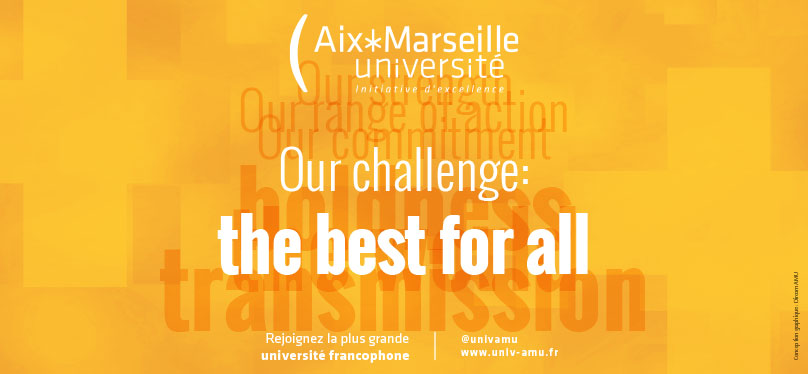 Aix*Marseille
université
Initiative d'excellence
Our strength
Our range of action
Our commitment
Our challenge:
boldness
the best for all
transmission
Rejoignez la plus grande
université francophone
@univamu
www.univ-amu.fr
Conception graphique : Dircom AMU